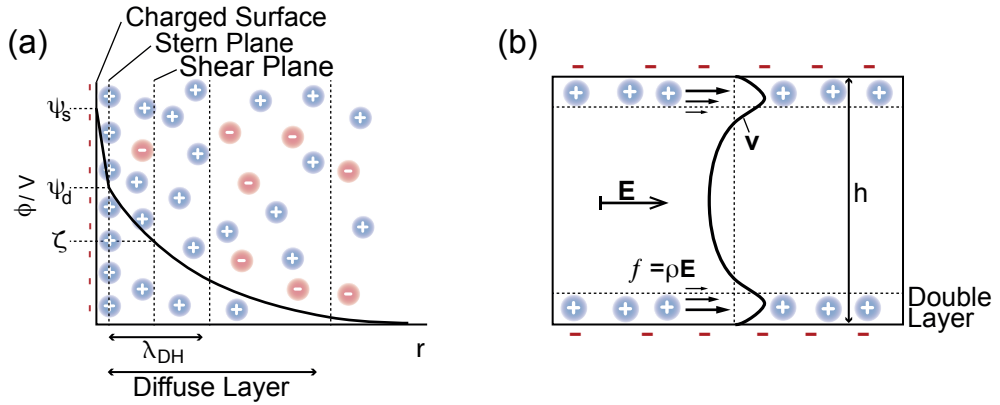 (a)
Charged Surface
Stern Plane
Shear Plane
ψs
ψd
ζ
ϕ/V
r
λDH
Diffuse Layer
(b)
v
E
h
f =ρE
Double
Layer